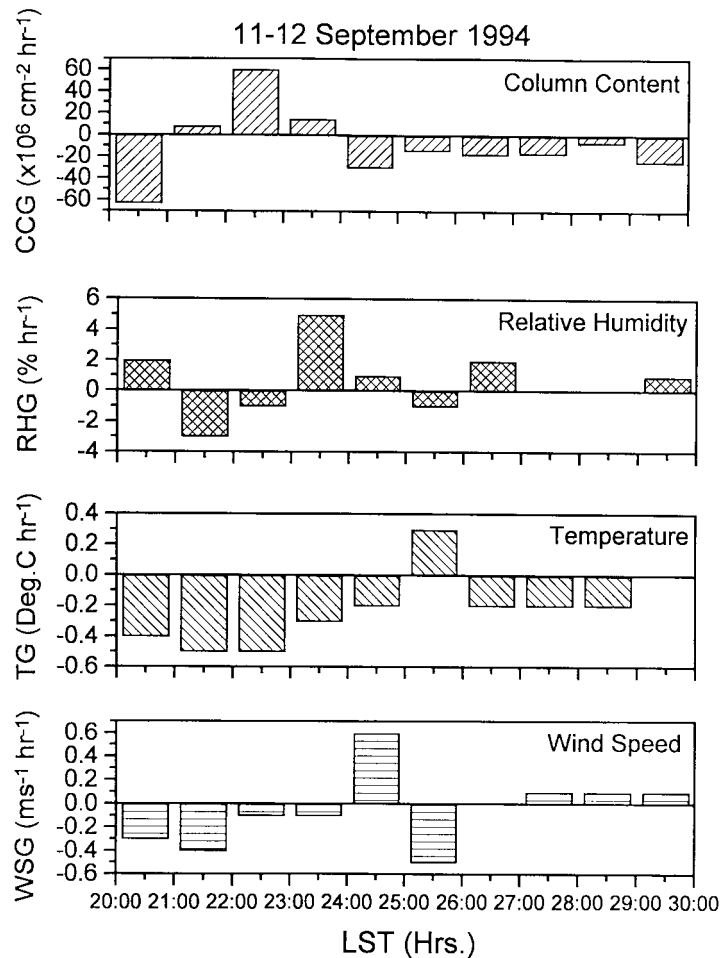 11-12 September 1994
CCG (x10⁶ cm⁻² hr⁻¹)
60
40
20
0
-20
-40
-60
Column Content
RHG (% hr⁻¹)
6
4
2
0
-2
-4
Relative Humidity
TG (Deg.C hr⁻¹)
0.4
0.2
0.0
-0.2
-0.4
-0.6
Temperature
WSG (ms⁻¹ hr⁻¹)
0.6
0.4
0.2
0.0
-0.2
-0.4
-0.6
Wind Speed
20:00 21:00 22:00 23:00 24:00 25:00 26:00 27:00 28:00 29:00 30:00
LST (Hrs.)